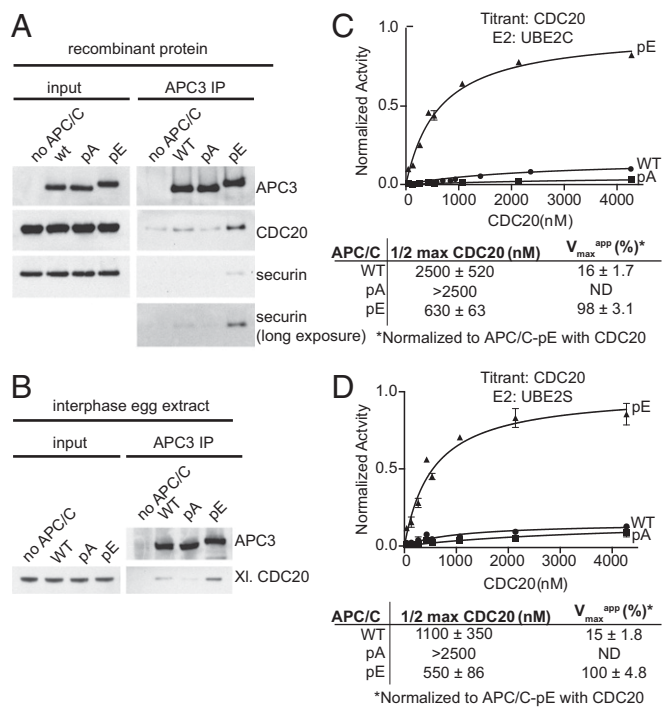 A
recombinant protein
input
APC3 IP
no APC/C
wt
pA
pE
no APC/C
WT
pA
pE
APC3
CDC20
securin
securin
(long exposure)
B
interphase egg extract
input
APC3 IP
no APC/C
WT
pA
pE
no APC/C
WT
pA
pE
APC3
Xl. CDC20
C
Titrant: CDC20
E2: UBE2C
Normalized Actvity
1.0
0.5
0.0
0
1000
2000
3000
4000
CDC20(nM)
pE
WT
pA
APC/C 1/2 max CDC20 (nM) Vmax app (%)*
WT 2500 ± 520 16 ± 1.7
pA >2500 ND
pE 630 ± 63 98 ± 3.1
*Normalized to APC/C-pE with CDC20
D
Titrant: CDC20
E2: UBE2S
Normalized Actvity
1.0
0.5
0.0
0
1000
2000
3000
4000
CDC20(nM)
pE
WT
pA
APC/C 1/2 max CDC20 (nM) Vmax app (%)*
WT 1100 ± 350 15 ± 1.8
pA >2500 ND
pE 550 ± 86 100 ± 4.8
*Normalized to APC/C-pE with CDC20